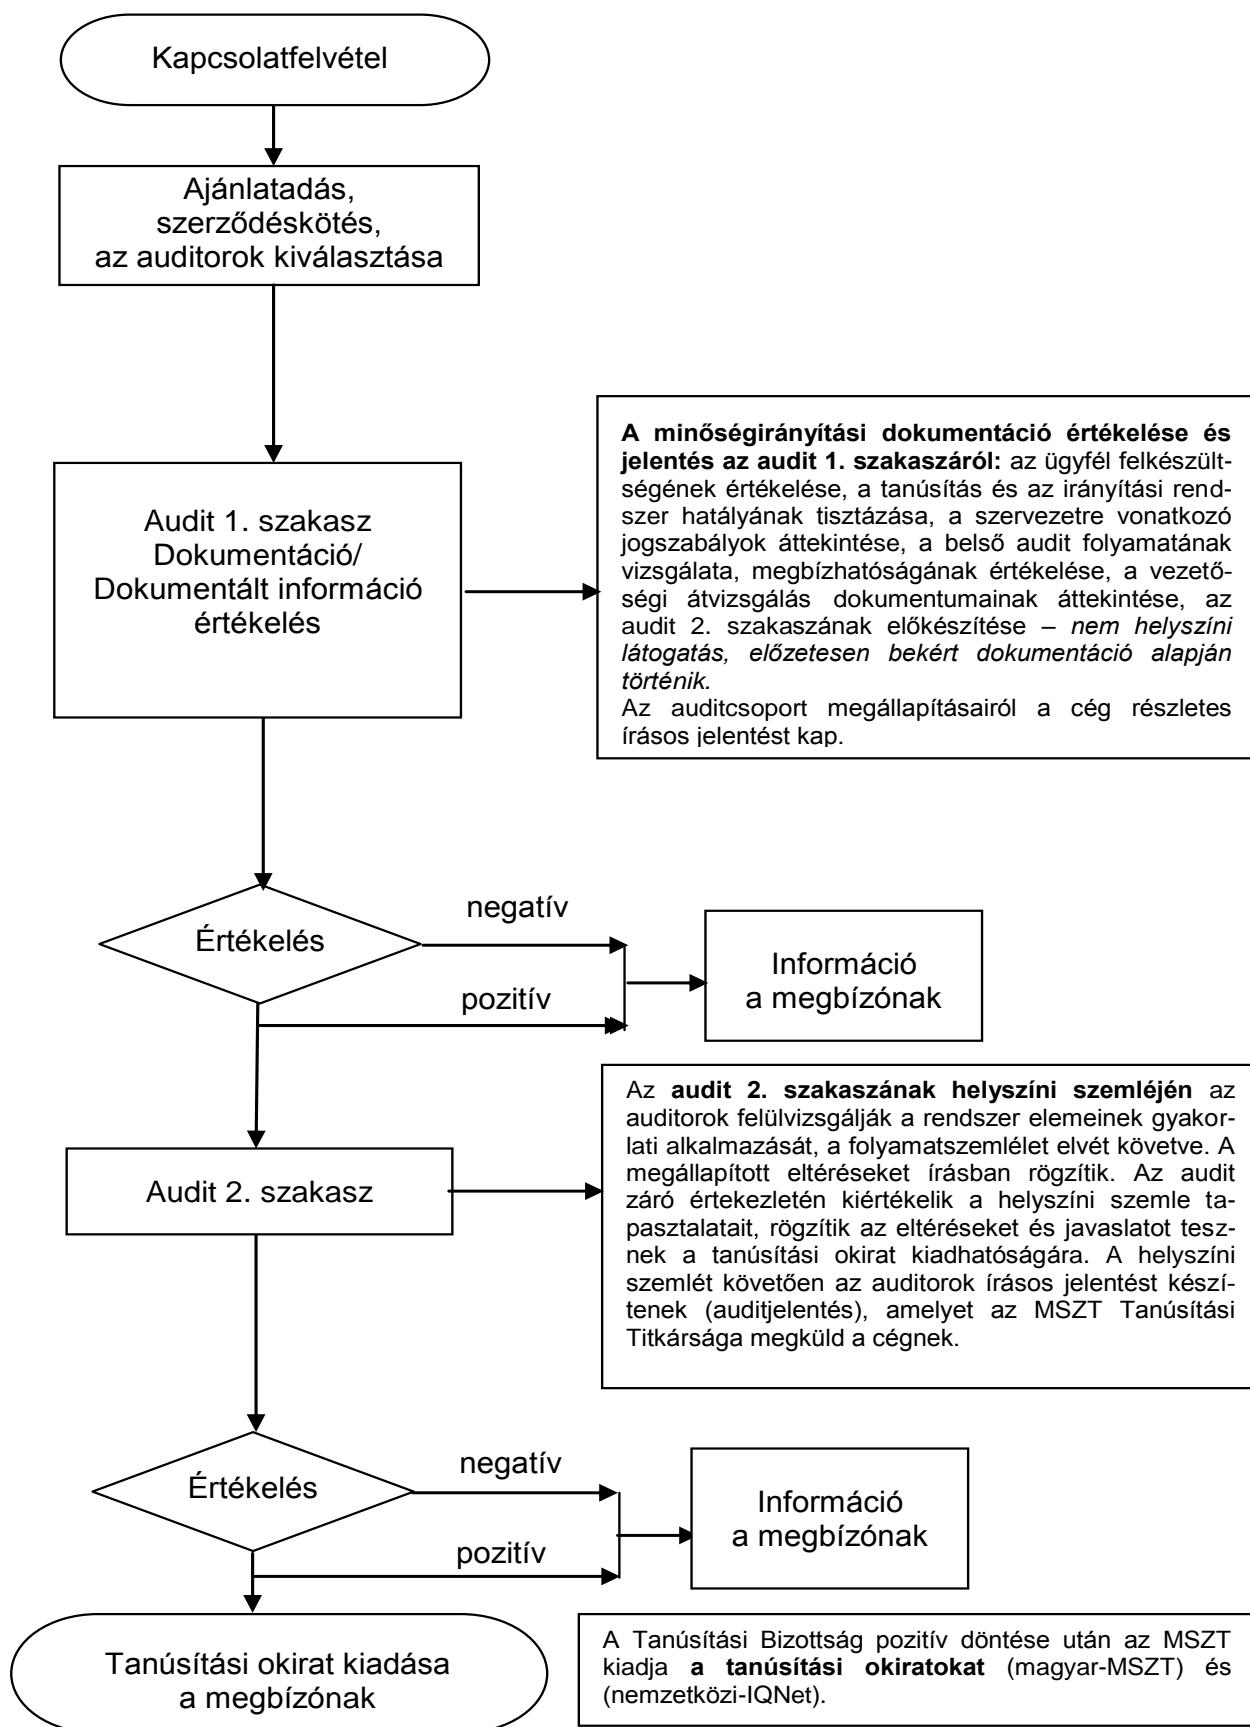 Kapcsolatfelvétel
Ajánlatadás,
szerződéskötés,
az auditorok kiválasztása
Audit 1. szakasz
Dokumentáció/
Dokumentált információ
értékelés
A minőségirányítási dokumentáció értékelése és
jelentés az audit 1. szakaszáról: az ügyfél felkészült-
ségének értékelése, a tanúsítás és az irányítási rend-
szer hatályának tisztázása, a szervezetre vonatkozó
jogszabályok áttekintése, a belső audit folyamatának
vizsgálata, megbízhatóságának értékelése, a vezető-
ségi átvizsgálás dokumentumainak áttekintése, az
audit 2. szakaszának előkészítése – nem helyszíni
látogatás, előzetesen bekért dokumentáció alapján
történik.
Az auditcsoport megállapításairól a cég részletes
írásos jelentést kap.
Értékelés
negatív
pozitív
Információ
a megbízónak
Az audit 2. szakaszának helyszíni szemléjén az
auditorok felülvizsgálják a rendszer elemeinek gyakor-
lati alkalmazását, a folyamatszemlélet elvét követve. A
megállapított eltéréseket írásban rögzítik. Az audit
záró értekezletén kiértékelik a helyszíni szemle ta-
pasztalatait, rögzítik az eltéréseket és javaslatot tesz-
nek a tanúsítási okirat kiadhatóságára. A helyszíni
szemlét követően az auditorok írásos jelentést készí-
tenek (auditjelentés), amelyet az MSZT Tanúsítási
Titkársága megküld a cégnek.
Audit 2. szakasz
Értékelés
negatív
pozitív
Információ
a megbízónak
Tanúsítási okirat kiadása
a megbízónak
A Tanúsítási Bizottság pozitív döntése után az MSZT
kiadja a tanúsítási okiratokat (magyar-MSZT) és
(nemzetközi-IQNet).